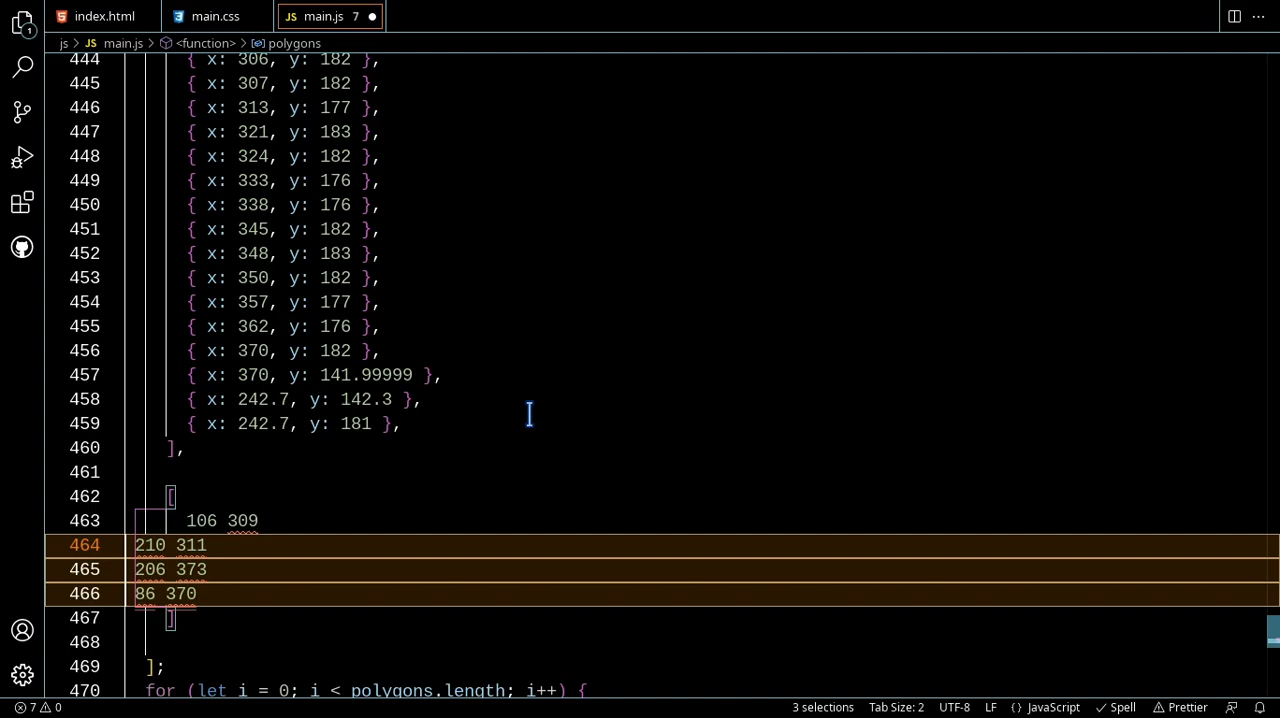 1
index.html
main.css
JS main.js 7
js > JS main.js > <function> > polygons
444 { x: 306, y: 182 },
445 { x: 307, y: 182 },
446 { x: 313, y: 177 },
447 { x: 321, y: 183 },
448 { x: 324, y: 182 },
449 { x: 333, y: 176 },
450 { x: 338, y: 176 },
451 { x: 345, y: 182 },
452 { x: 348, y: 183 },
453 { x: 350, y: 182 },
454 { x: 357, y: 177 },
455 { x: 362, y: 176 },
456 { x: 370, y: 182 },
457 { x: 370, y: 141.99999 },
458 { x: 242.7, y: 142.3 },
459 { x: 242.7, y: 181 },
460 ],
461
462 [
463 106 309
464 210 311
465 206 373
466 86 370
467 ]
468
469 ];
470 for (let i = 0; i < polygons.length; i++) {
7 0 3 selections Tab Size: 2 UTF-8 LF {} JavaScript Spell Prettier